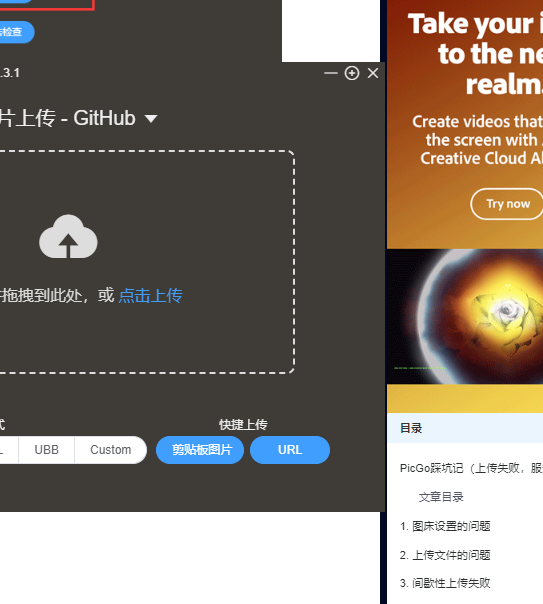 检查
.3.1
片上传 - GitHub
拖拽到此处，或 点击上传
式
快捷上传
UBB
Custom
剪贴板图片
URL
Take your i
to the ne
realm.
Create videos that
the screen with
Creative Cloud Al
Try now
目录
PicGo踩坑记（上传失败，服
文章目录
1. 图床设置的问题
2. 上传文件的问题
3. 间歇性上传失败